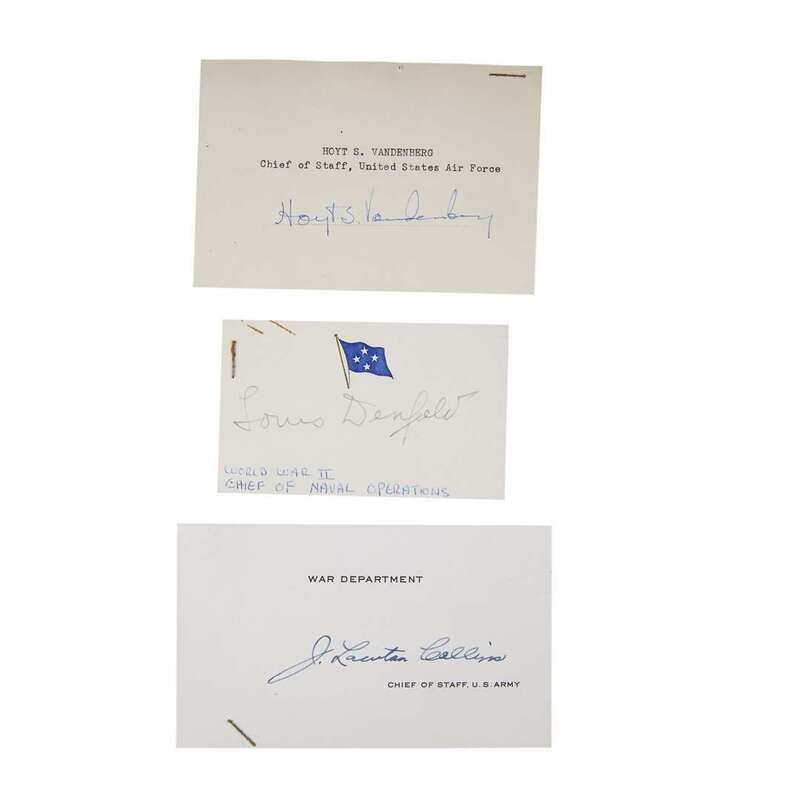 HOYT S. VANDENBERG
Chief of Staff, United States Air Force
Hoyt S. Vandenberg
Louis Denfeld
WORLD WAR II
CHIEF OF NAVAL OPERATIONS
WAR DEPARTMENT
J. Lawton Collins
CHIEF OF STAFF, U.S. ARMY